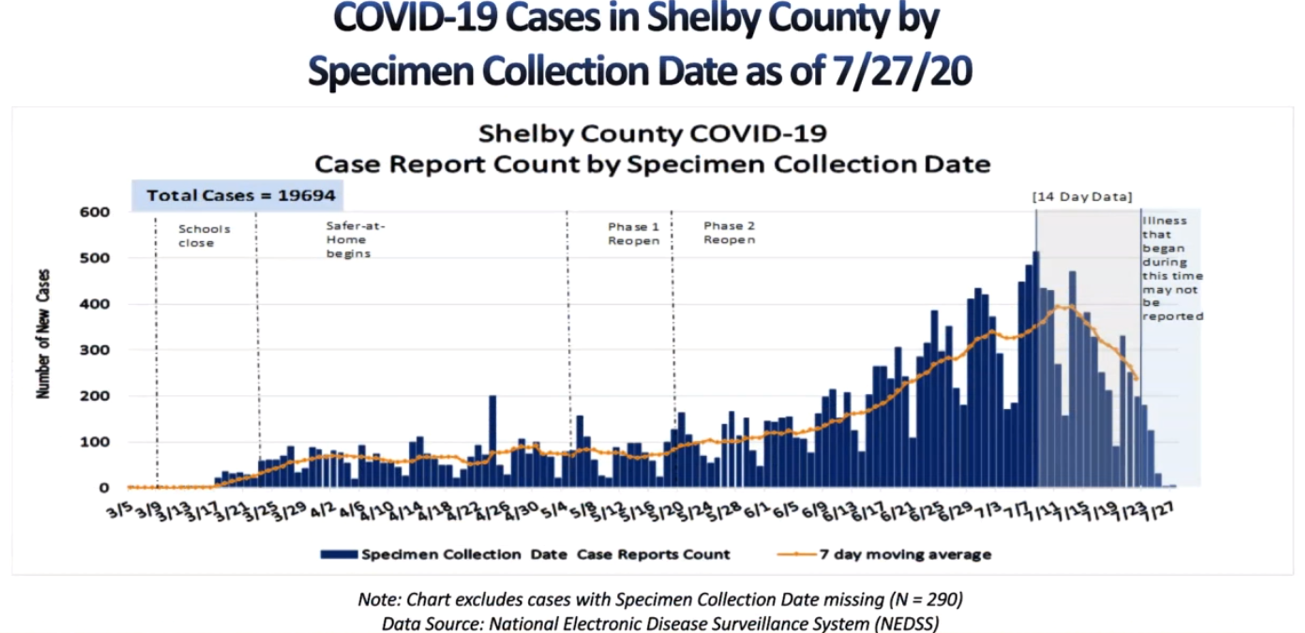 COVID-19 Cases in Shelby County by
Specimen Collection Date as of 7/27/20
Shelby County COVID-19
Case Report Count by Specimen Collection Date
Total Cases = 19694
[14 Day Data]
Schools
close
Safer-at-
Home
begins
Phase 1
Reopen
Phase 2
Reopen
Illness
that
began
during
this time
may not
be
reported
Number of New Cases
600
500
400
300
200
100
0
3/5 3/9 3/13 3/17 3/21 3/25 3/29 4/2 4/6 4/10 4/14 4/18 4/22 4/26 4/30 5/4 5/8 5/12 5/16 5/20 5/24 5/28 6/1 6/5 6/9 6/13 6/17 6/21 6/25 6/29 7/3 7/7 7/11 7/15 7/19 7/23 7/27
Specimen Collection Date Case Reports Count
7 day moving average
Note: Chart excludes cases with Specimen Collection Date missing (N = 290)
Data Source: National Electronic Disease Surveillance System (NEDSS)